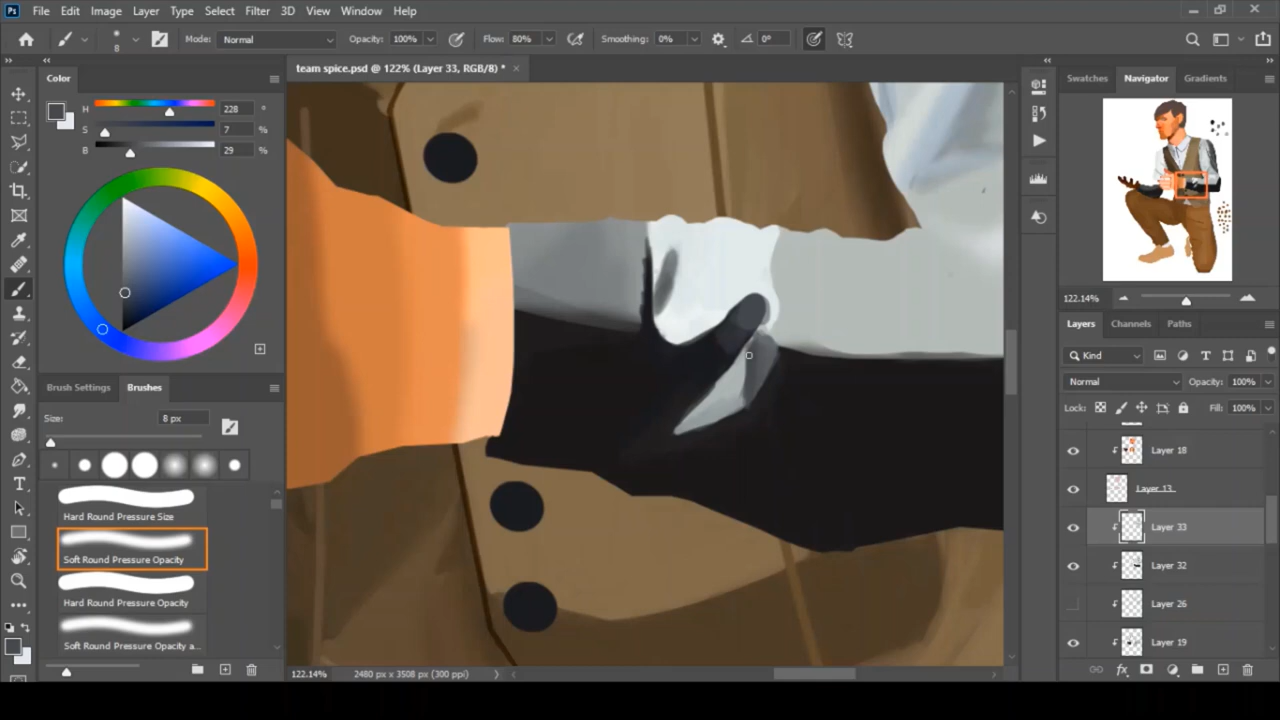 Ps File Edit Image Layer Type Select Filter 3D View Window Help
8 Mode: Normal Opacity: 100% Flow: 80% Smoothing: 0% 0°
Color
H 228 °
S 7 %
B 29 %
Brush Settings Brushes
Size: 8 px
Hard Round Pressure Size
Soft Round Pressure Opacity
Hard Round Pressure Opacity
Soft Round Pressure Opacity a...
team spice.psd @ 122% (Layer 33, RGB/8) * ×
122.14% 2480 px x 3508 px (300 ppi)
Swatches Navigator Gradients
122.14%
Layers Channels Paths
Kind
Normal Opacity: 100%
Lock: Fill: 100%
Layer 18
Layer 13
Layer 33
Layer 32
Layer 26
Layer 19
fx